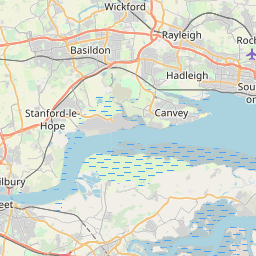 Wickford
Rayleigh
Roch
Basildon
Hadleigh
Sou
on
Stanford-le
Hope
Canvey
ilbury
eet